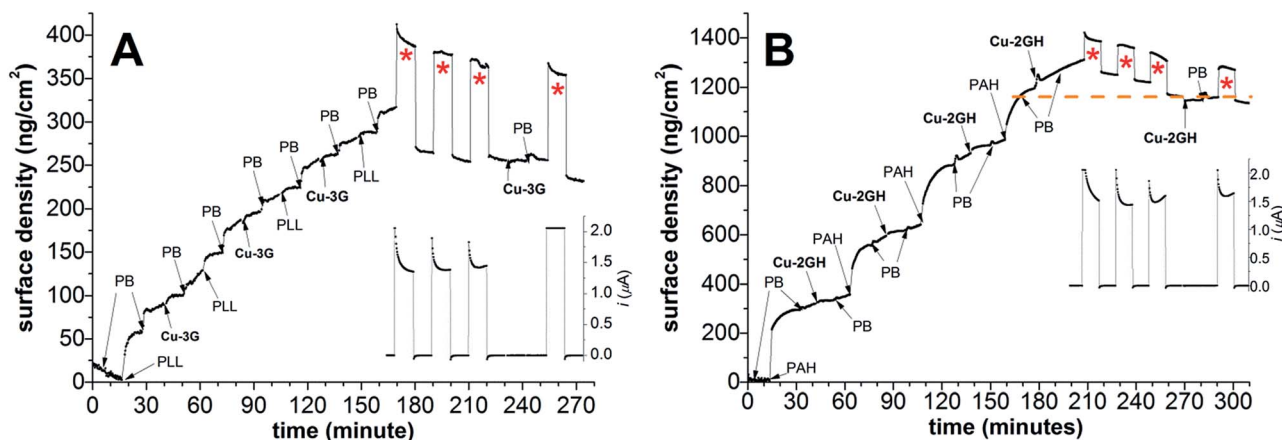 A
surface density (ng/cm²)
400
350
300
250
200
150
100
50
0
0 30 60 90 120 150 180 210 240 270
time (minute)
PB
PB
PB
PB
PB
PB
PB
PB
PLL
PLL
PLL
PLL
Cu-3G
Cu-3G
Cu-3G
Cu-3G
* * * *
2.0
1.5
1.0
0.5
0.0
i (μA)
B
surface density (ng/cm²)
1400
1200
1000
800
600
400
200
0
0 30 60 90 120 150 180 210 240 270 300
time (minutes)
Cu-2GH
Cu-2GH
Cu-2GH
Cu-2GH
Cu-2GH
PAH
PAH
PAH
PAH
PB
PB
PB
PB
PB
PB
* * * *
2.0
1.5
1.0
0.5
0.0
i (μA)